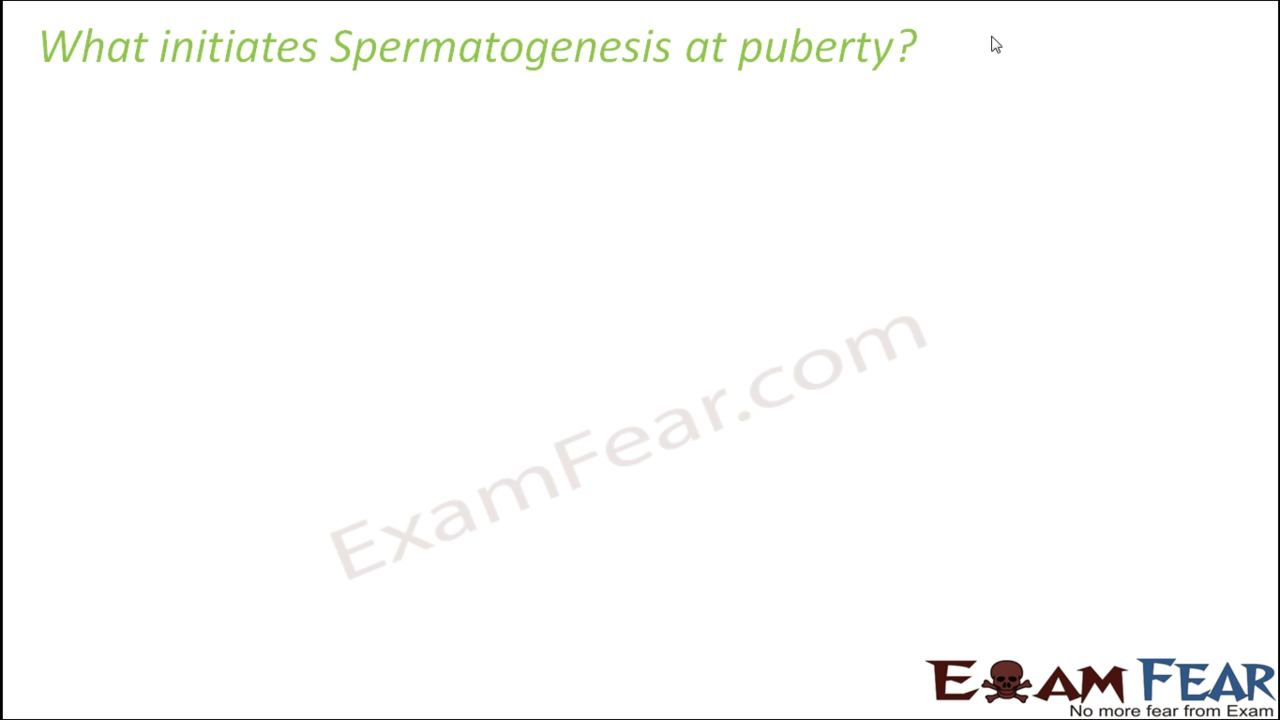 What initiates Spermatogenesis at puberty?
ExamFear.com
EXAM FEAR
No more fear from Exam